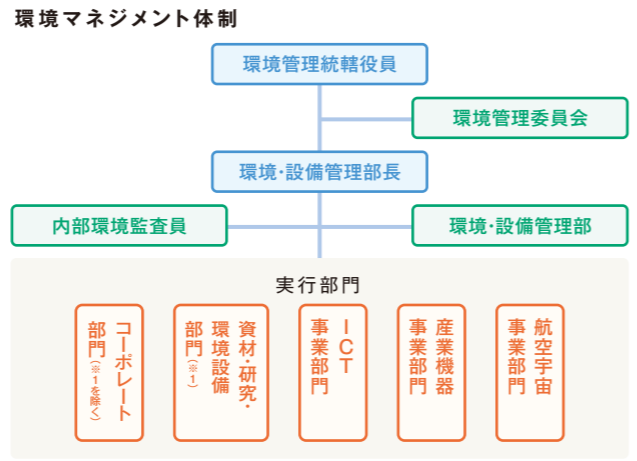 環境マネジメント体制
環境管理統轄役員
環境管理委員会
環境・設備管理部長
内部環境監査員
環境・設備管理部
実行部門
コーポレート
部門(※1を除く)
資材・研究・
環境設備
部門(※1)
ICT
事業部門
産業機器
事業部門
航空宇宙
事業部門